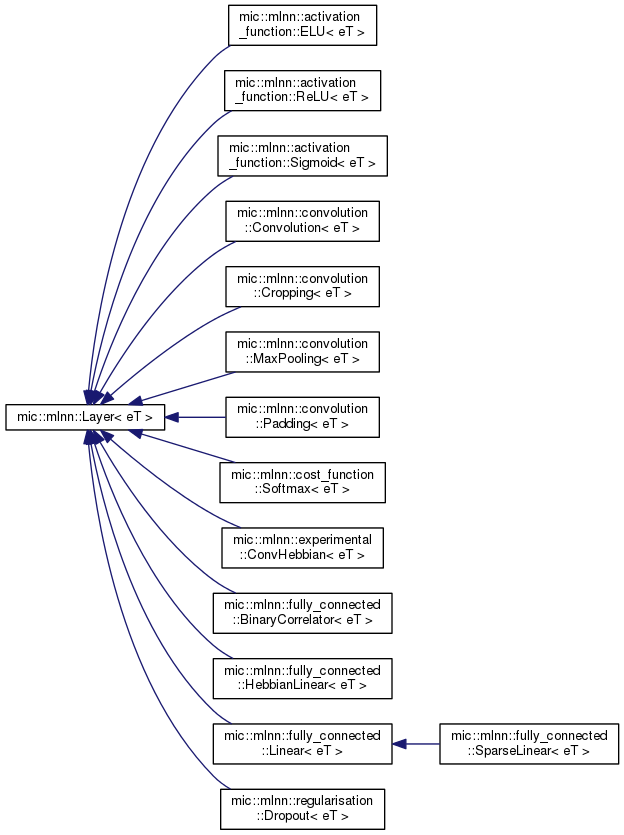 mic::mlnn::activation
_function::ELU< eT >
mic::mlnn::activation
_function::ReLU< eT >
mic::mlnn::activation
_function::Sigmoid< eT >
mic::mlnn::convolution
::Convolution< eT >
mic::mlnn::convolution
::Cropping< eT >
mic::mlnn::convolution
::MaxPooling< eT >
mic::mlnn::Layer< eT >
mic::mlnn::convolution
::Padding< eT >
mic::mlnn::cost_function
::Softmax< eT >
mic::mlnn::experimental
::ConvHebbian< eT >
mic::mlnn::fully_connected
::BinaryCorrelator< eT >
mic::mlnn::fully_connected
::HebbianLinear< eT >
mic::mlnn::fully_connected
::Linear< eT >
mic::mlnn::fully_connected
::SparseLinear< eT >
mic::mlnn::regularisation
::Dropout< eT >